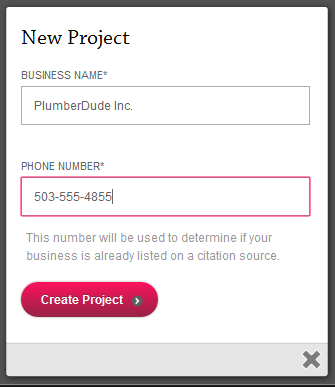 New Project
BUSINESS NAME*
PlumberDude Inc.
PHONE NUMBER*
503-555-4855
This number will be used to determine if your
business is already listed on a citation source.
Create Project